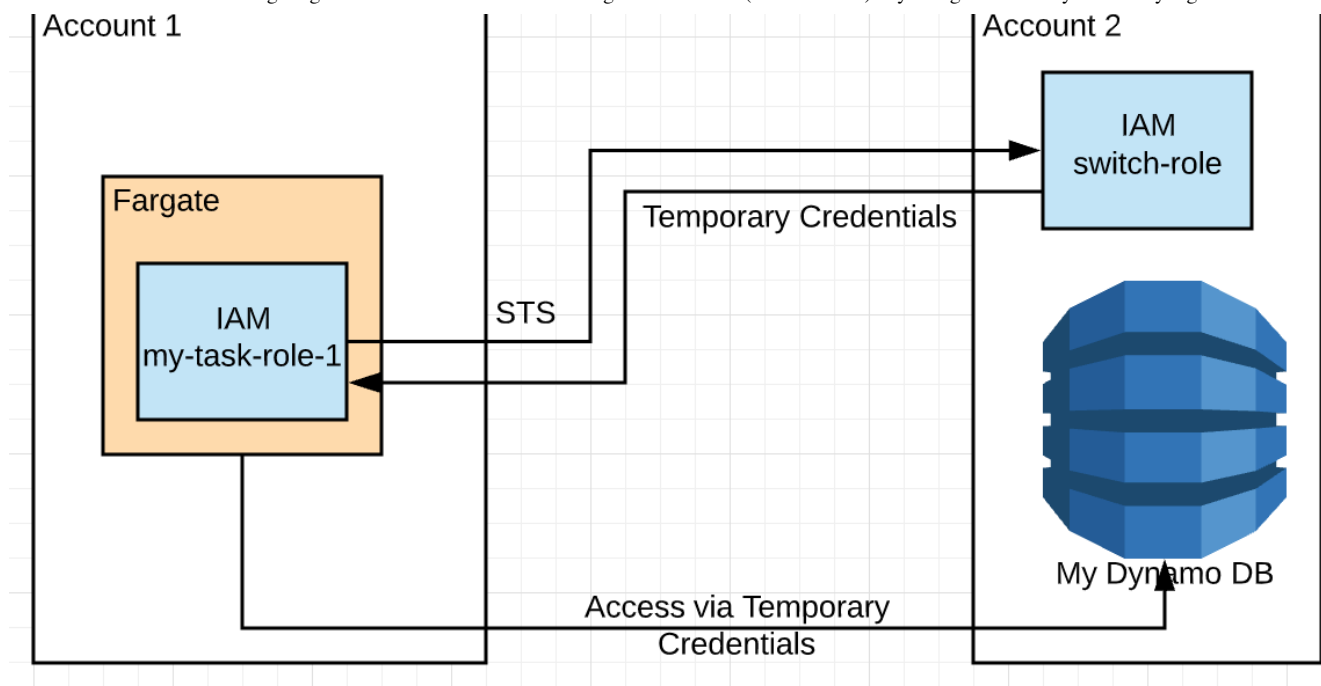 Account 1
Account 2
IAM
switch-role
Fargate
Temporary Credentials
IAM
my-task-role-1
STS
My Dynamo DB
Access via Temporary
Credentials